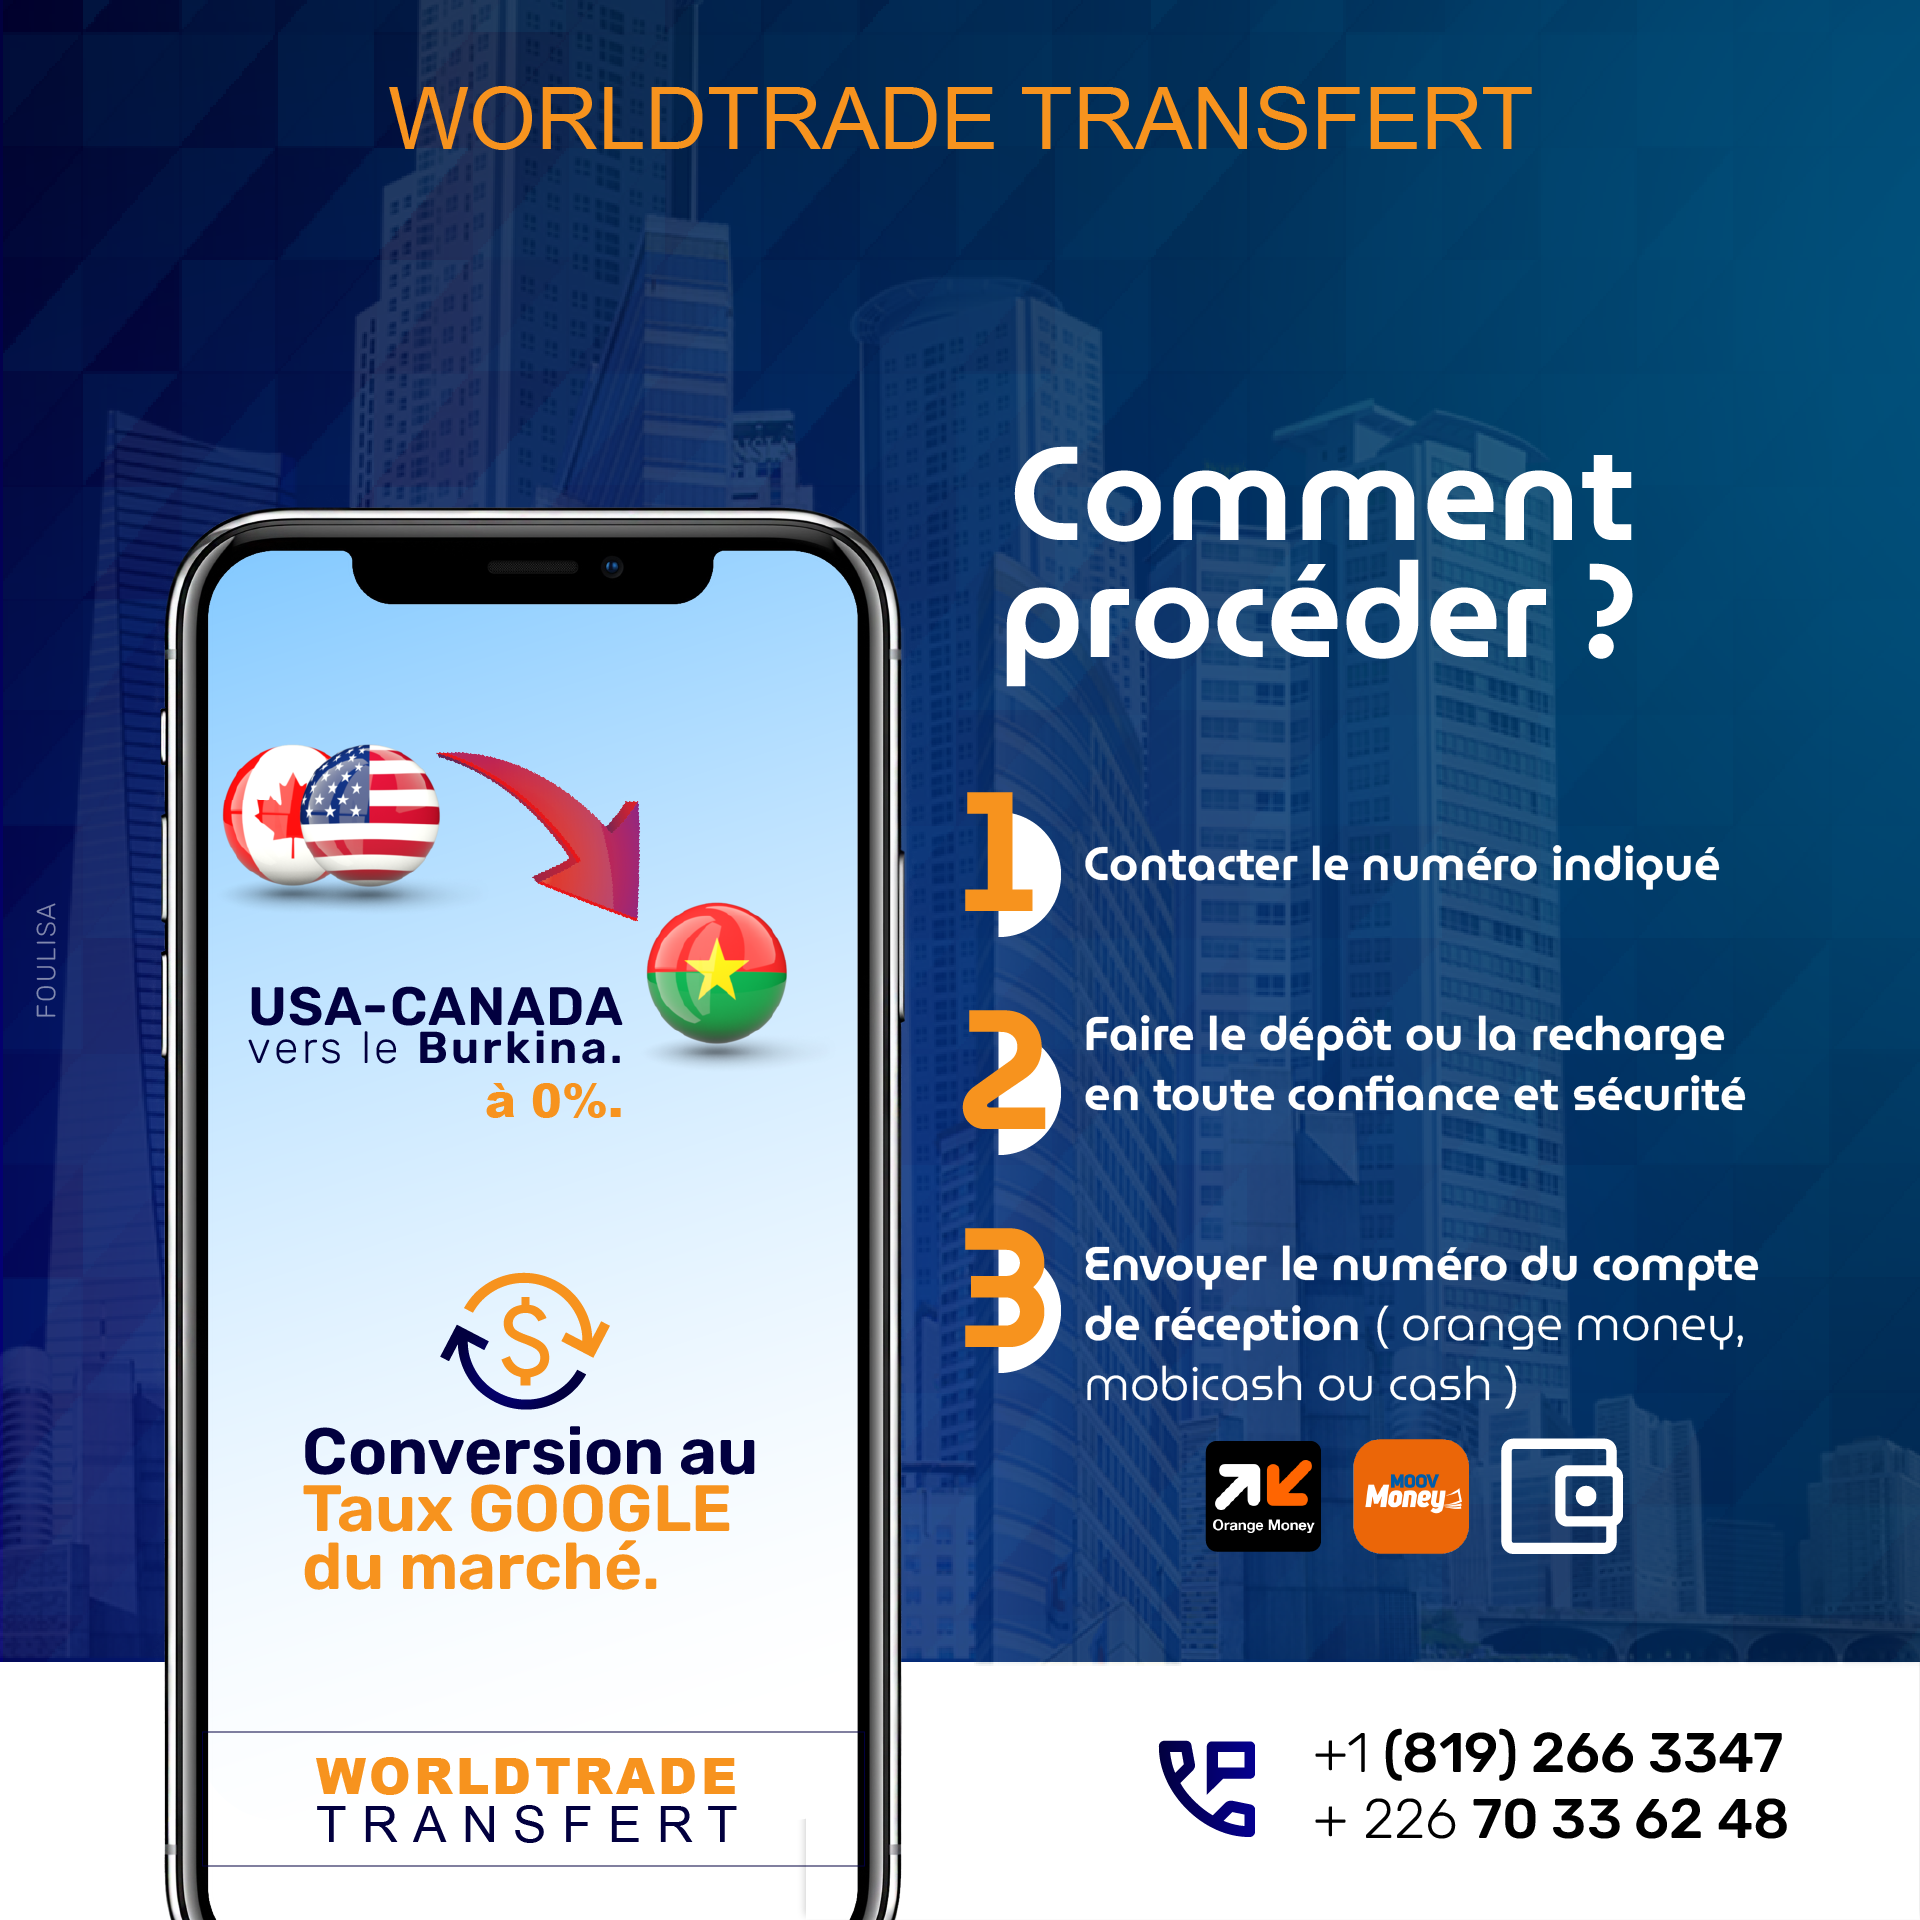 WORLDTRADE TRANSFERT
Comment
procéder ?
1
Contacter le numéro indiqué
2
Faire le dépôt ou la recharge
en toute confiance et sécurité
3
Envoyer le numéro du compte
de réception ( orange money,
mobicash ou cash )
Orange Money
MOOV
Money
USA-CANADA
vers le Burkina.
à 0%.
$
Conversion au
Taux GOOGLE
du marché.
WORLDTRADE
TRANSFERT
+1 (819) 266 3347
+ 226 70 33 62 48
FOULISA